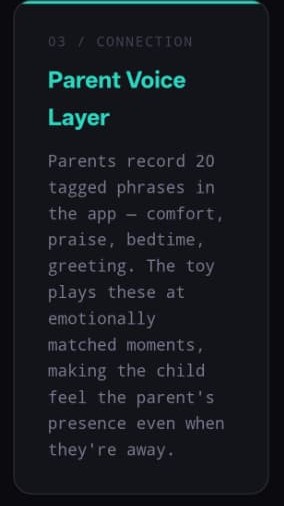 03 / CONNECTION
Parent Voice
Layer
Parents record 20
tagged phrases in
the app — comfort,
praise, bedtime,
greeting. The toy
plays these at
emotionally
matched moments,
making the child
feel the parent's
presence even when
they're away.